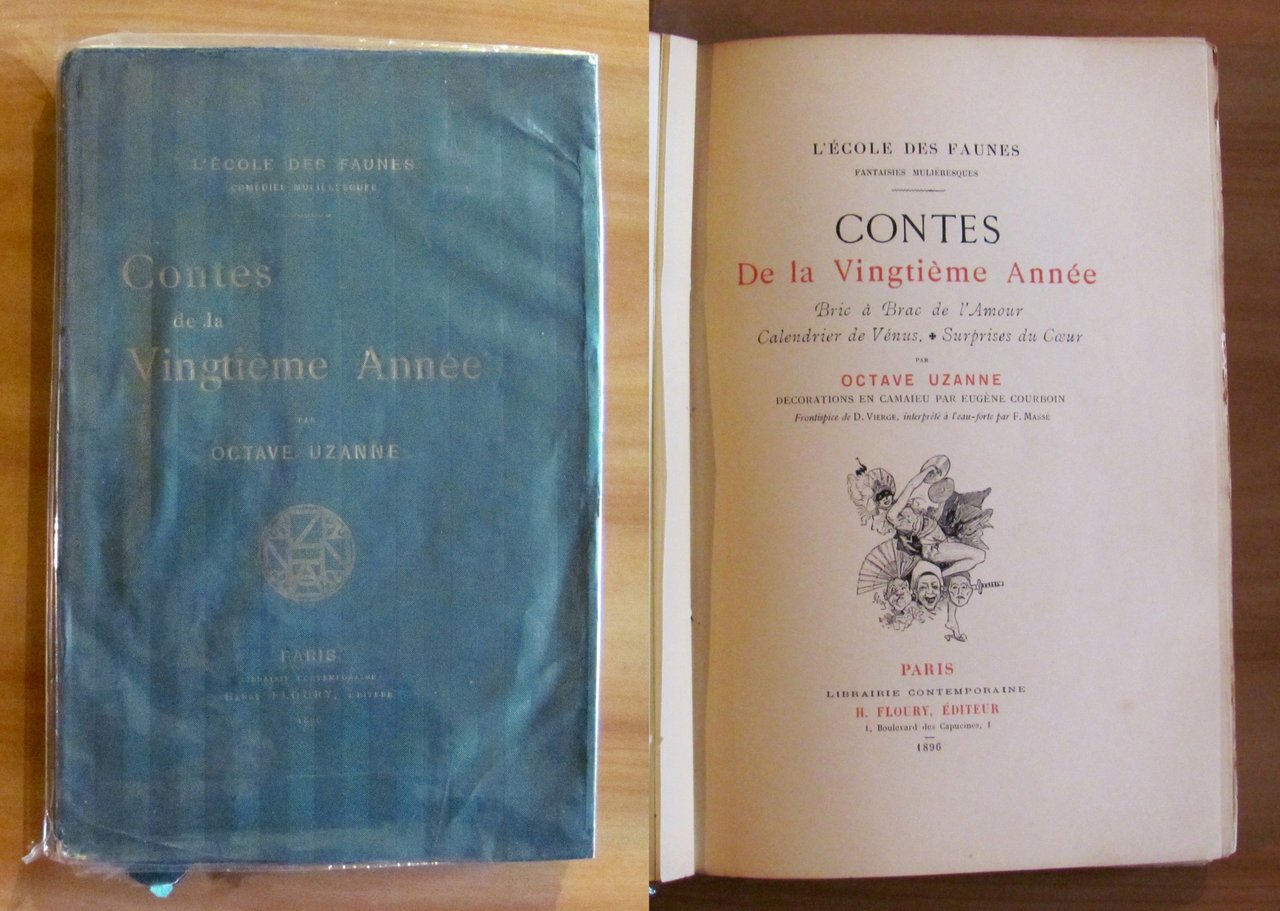 L'ÉCOLE DES FAUNES
COMÉDIES MULIÉRESQUES
Contes
de la
Vingtième Année
PAR
OCTAVE UZANNE
PARIS
LIBRAIRIE CONTEMPORAINE
HENRI FLOURY, ÉDITEUR
1896
L'ÉCOLE DES FAUNES
FANTAISIES MULIÈRESQUES
CONTES
De la Vingtième Année
Bric à Brac de l'Amour
Calendrier de Vénus. ✤ Surprises du Cœur
PAR
OCTAVE UZANNE
DÉCORATIONS EN CAMAIEU PAR EUGÈNE COURBOIN
Frontispice de D. VIERGE, interprété à l'eau-forte par F. MASSÉ
PARIS
LIBRAIRIE CONTEMPORAINE
H. FLOURY, ÉDITEUR
1, Boulevard des Capucines, 1
1896